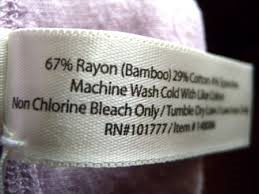 67% Rayon (Bamboo) 29% Cotton 4%
Machine Wash Cold With Like Colors
Non Chlorine Bleach Only / Tumble Dry Low /
RN#101777 / Item #